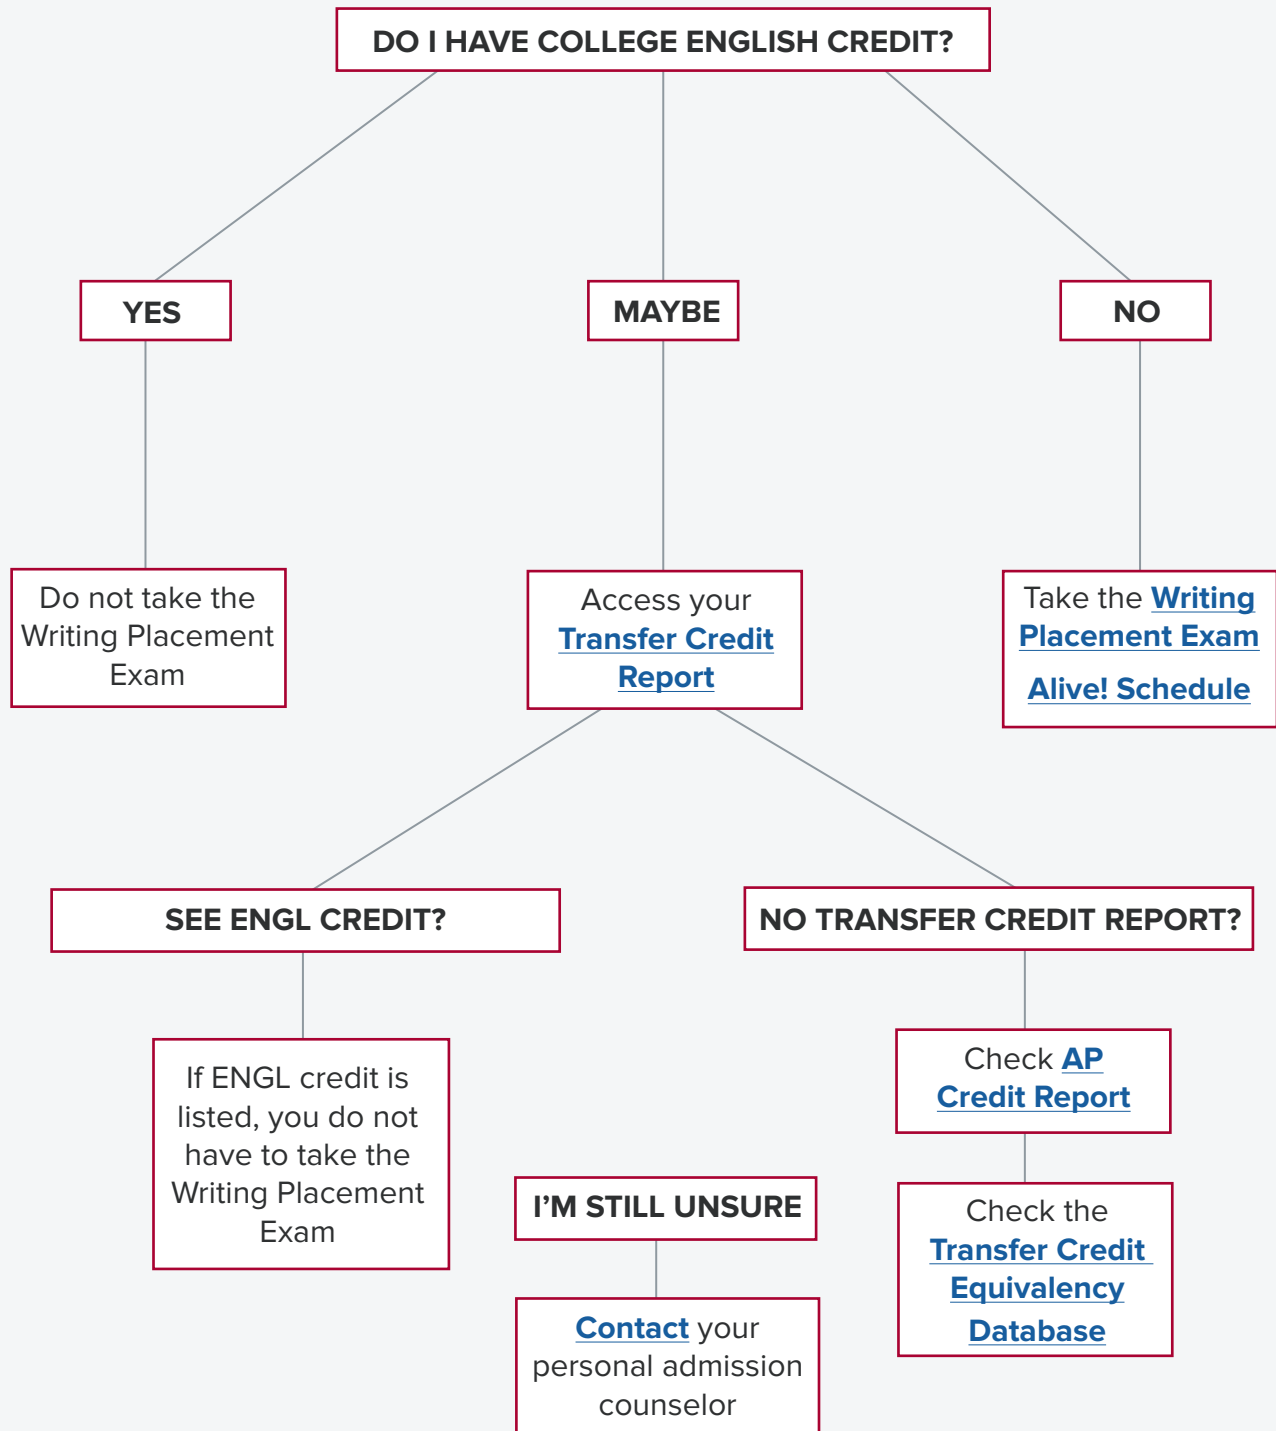 DO I HAVE COLLEGE ENGLISH CREDIT?
YES
MAYBE
NO
Do not take the
Writing Placement
Exam
Access your
Transfer Credit
Report
Take the Writing
Placement Exam
Alive! Schedule
SEE ENGL CREDIT?
NO TRANSFER CREDIT REPORT?
If ENGL credit is
listed, you do not
have to take the
Writing Placement
Exam
Check AP
Credit Report
Check the
Transfer Credit
Equivalency
Database
I’M STILL UNSURE
Contact your
personal admission
counselor